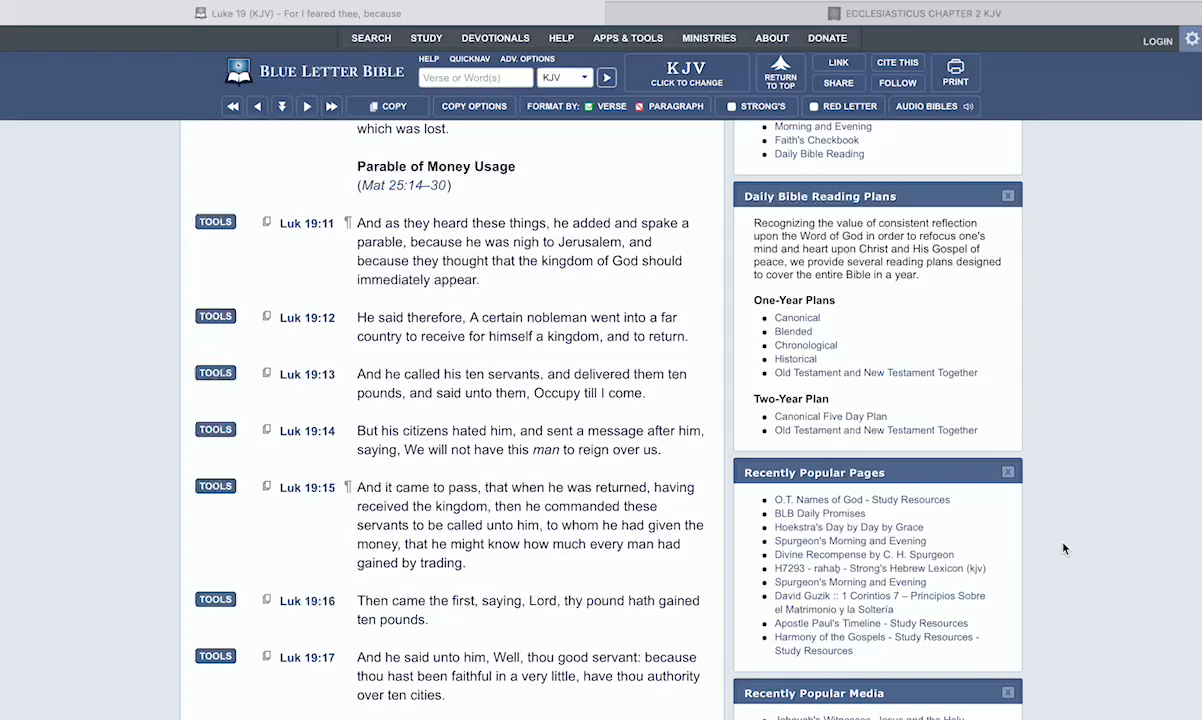 Luke 19 (KJV) - For I feared thee, because
ECCLESIASTICUS CHAPTER 2 KJV
SEARCH STUDY DEVOTIONALS HELP APPS & TOOLS MINISTRIES ABOUT DONATE
LOGIN
BLUE LETTER BIBLE
HELP QUICKNAV ADV. OPTIONS
Verse or Word(s) KJV
KJV
CLICK TO CHANGE
RETURN
TO TOP
LINK CITE THIS
SHARE FOLLOW
PRINT
COPY COPY OPTIONS FORMAT BY: VERSE PARAGRAPH STRONG'S RED LETTER AUDIO BIBLES
which was lost.
Parable of Money Usage
(Mat 25:14–30)
TOOLS Luk 19:11 ¶ And as they heard these things, he added and spake a
parable, because he was nigh to Jerusalem, and
because they thought that the kingdom of God should
immediately appear.
TOOLS Luk 19:12 He said therefore, A certain nobleman went into a far
country to receive for himself a kingdom, and to return.
TOOLS Luk 19:13 And he called his ten servants, and delivered them ten
pounds, and said unto them, Occupy till I come.
TOOLS Luk 19:14 But his citizens hated him, and sent a message after him,
saying, We will not have this man to reign over us.
TOOLS Luk 19:15 ¶ And it came to pass, that when he was returned, having
received the kingdom, then he commanded these
servants to be called unto him, to whom he had given the
money, that he might know how much every man had
gained by trading.
TOOLS Luk 19:16 Then came the first, saying, Lord, thy pound hath gained
ten pounds.
TOOLS Luk 19:17 And he said unto him, Well, thou good servant: because
thou hast been faithful in a very little, have thou authority
over ten cities.
Morning and Evening
Faith's Checkbook
Daily Bible Reading
Daily Bible Reading Plans
Recognizing the value of consistent reflection
upon the Word of God in order to refocus one's
mind and heart upon Christ and His Gospel of
peace, we provide several reading plans designed
to cover the entire Bible in a year.
One-Year Plans
Canonical
Blended
Chronological
Historical
Old Testament and New Testament Together
Two-Year Plan
Canonical Five Day Plan
Old Testament and New Testament Together
Recently Popular Pages
O.T. Names of God - Study Resources
BLB Daily Promises
Hoekstra's Day by Day by Grace
Spurgeon's Morning and Evening
Divine Recompense by C. H. Spurgeon
H7293 - rahaḇ - Strong's Hebrew Lexicon (kjv)
Spurgeon's Morning and Evening
David Guzik :: 1 Corintios 7 – Principios Sobre
el Matrimonio y la Soltería
Apostle Paul's Timeline - Study Resources
Harmony of the Gospels - Study Resources -
Study Resources
Recently Popular Media
Jehovah's Witnesses - Jesus and the Holy